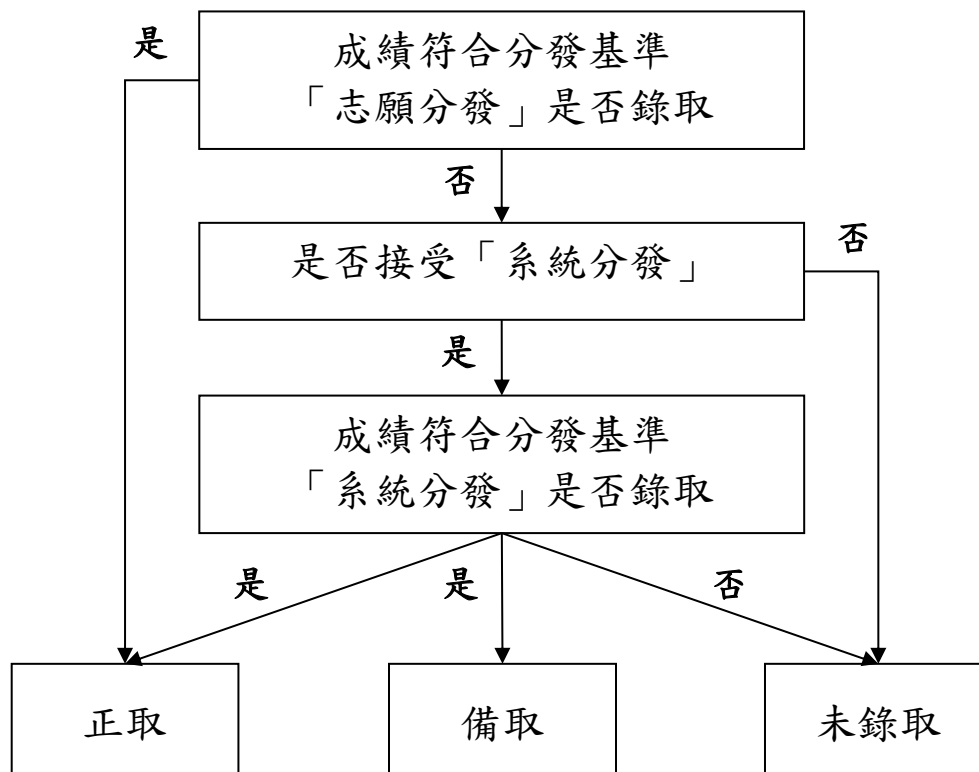 是
成績符合分發基準
「志願分發」是否錄取
否
是否接受「系統分發」
否
是
成績符合分發基準
「系統分發」是否錄取
是
是
否
正取
備取
未錄取